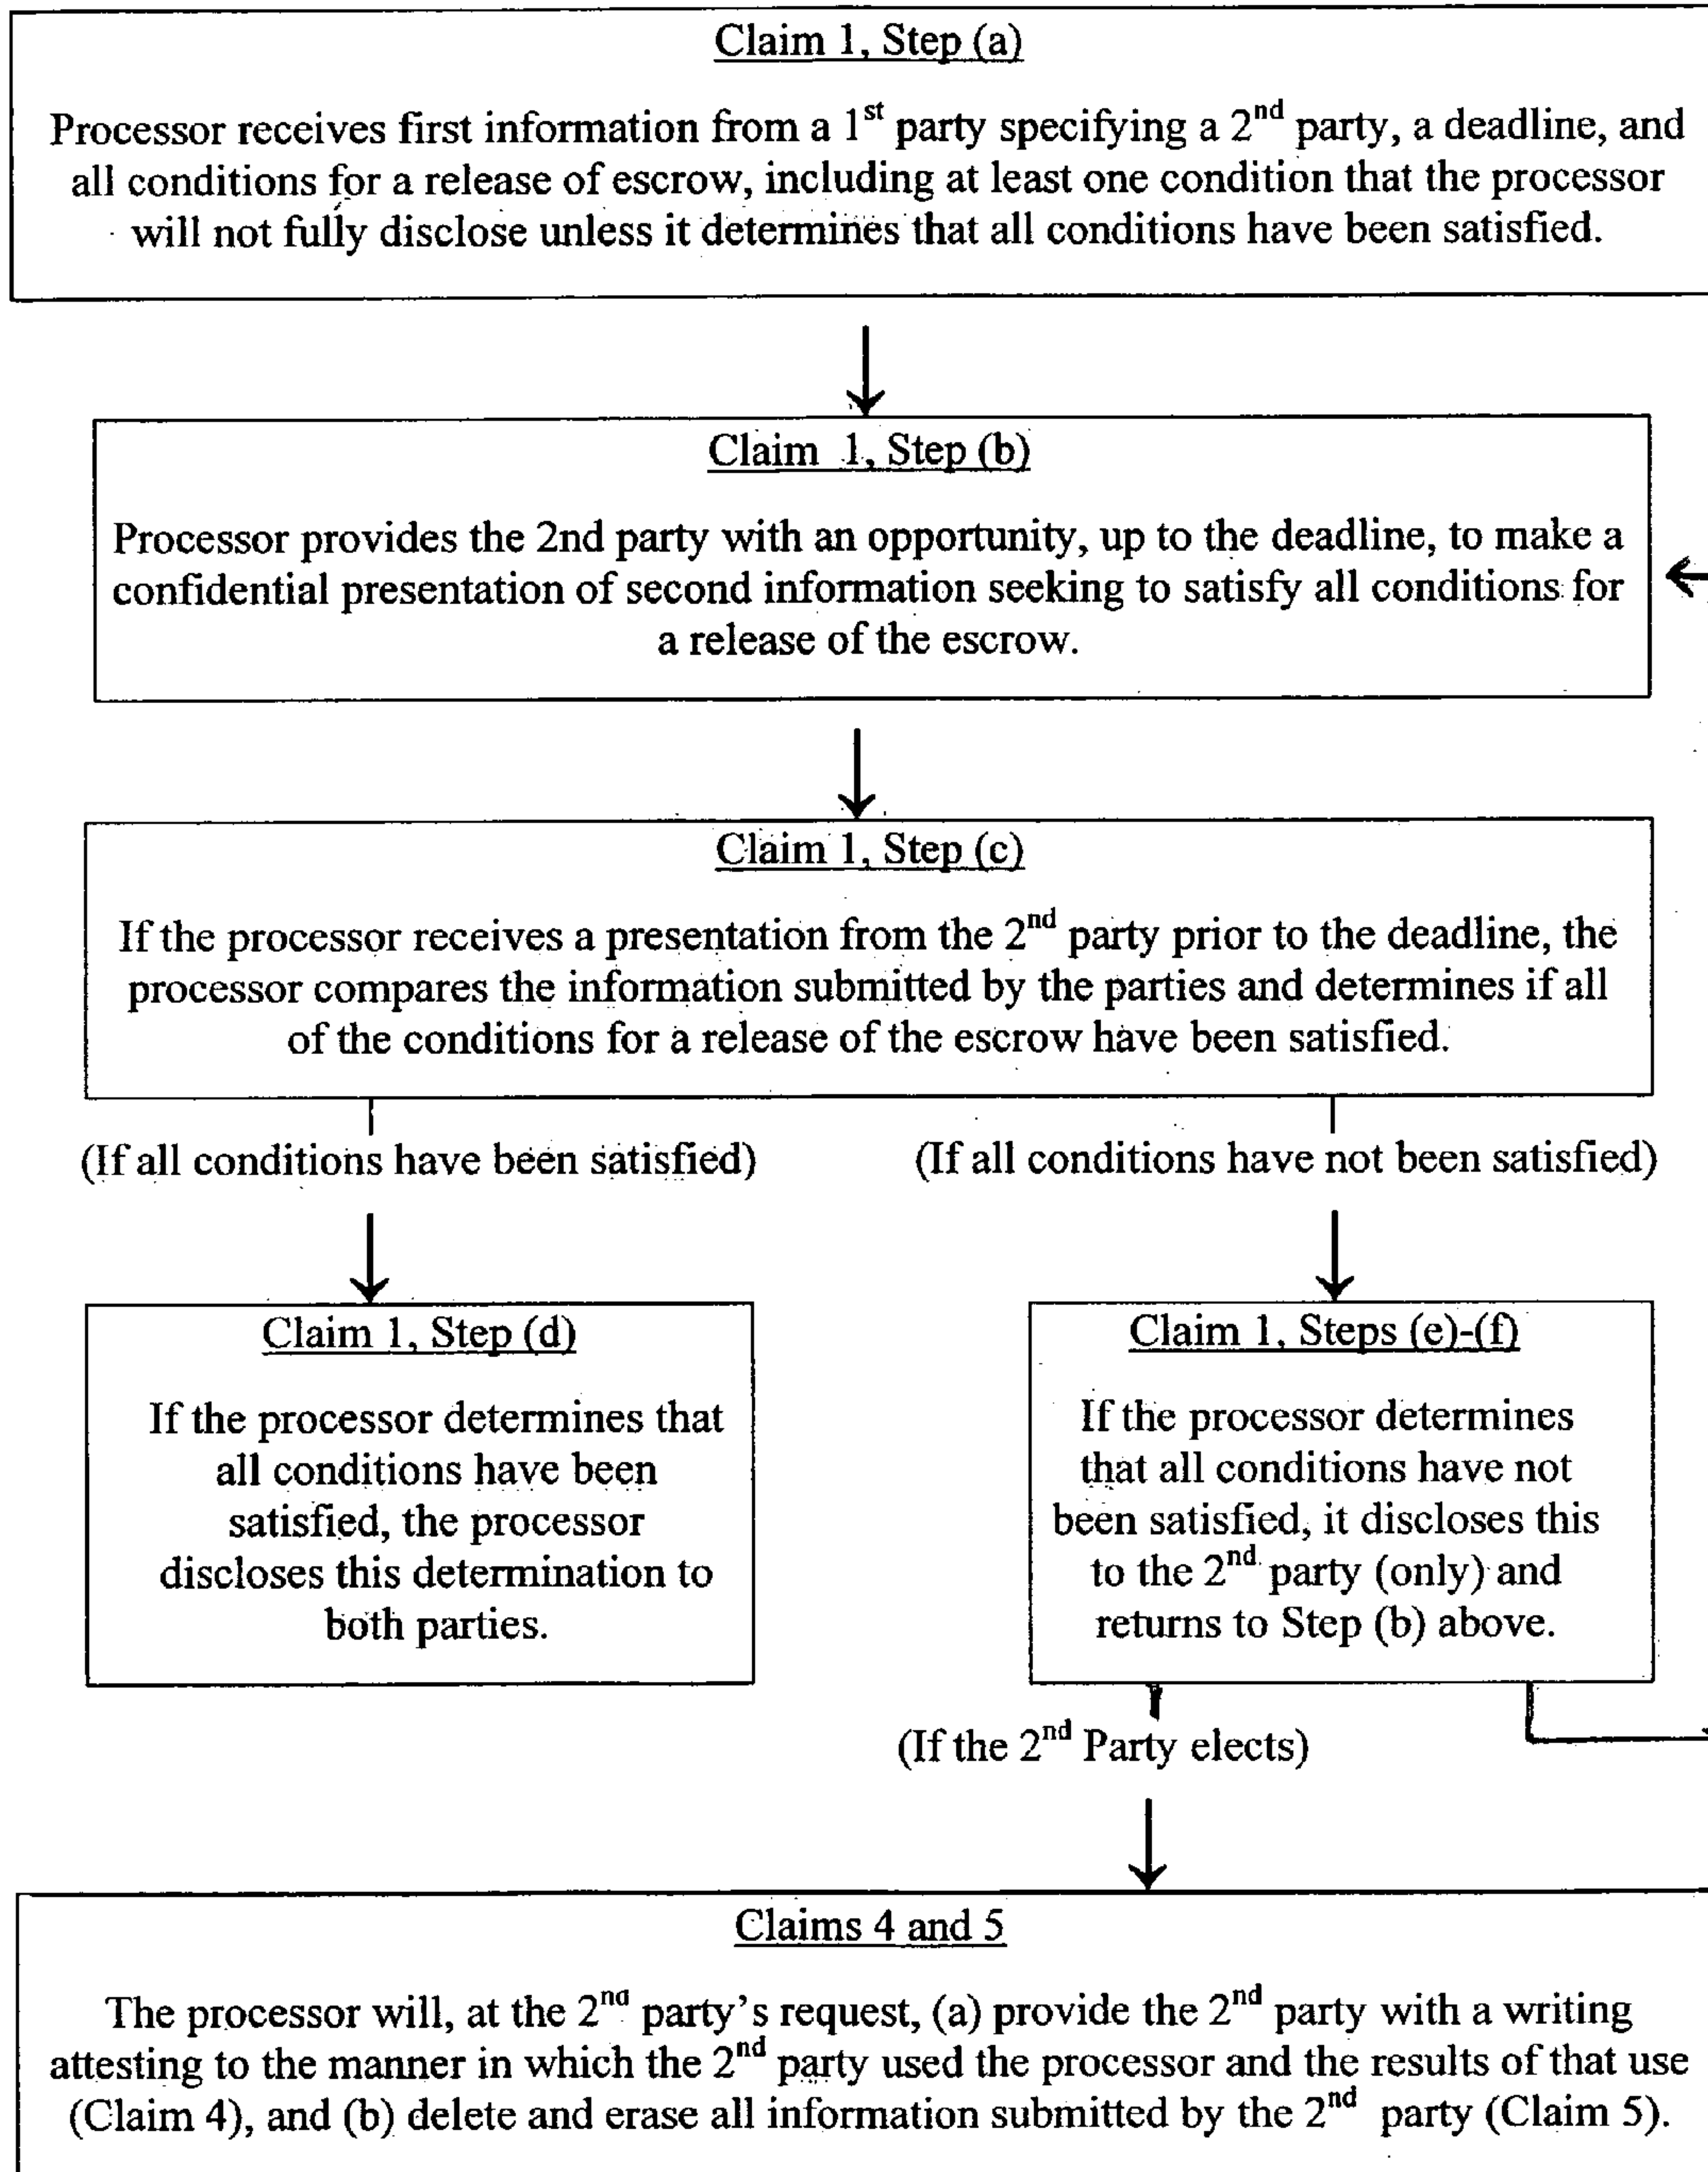 Claim 1, Step (a)
Processor receives first information from a 1st party specifying a 2nd party, a deadline, and
all conditions for a release of escrow, including at least one condition that the processor
will not fully disclose unless it determines that all conditions have been satisfied.
Claim 1, Step (b)
Processor provides the 2nd party with an opportunity, up to the deadline, to make a
confidential presentation of second information seeking to satisfy all conditions for
a release of the escrow.
Claim 1, Step (c)
If the processor receives a presentation from the 2nd party prior to the deadline, the
processor compares the information submitted by the parties and determines if all
of the conditions for a release of the escrow have been satisfied.
(If all conditions have been satisfied)
(If all conditions have not been satisfied)
Claim 1, Step (d)
If the processor determines that
all conditions have been
satisfied, the processor
discloses this determination to
both parties.
Claim 1, Steps (e)-(f)
If the processor determines
that all conditions have not
been satisfied, it discloses this
to the 2nd party (only) and
returns to Step (b) above.
(If the 2nd Party elects)
Claims 4 and 5
The processor will, at the 2nd party's request, (a) provide the 2nd party with a writing
attesting to the manner in which the 2nd party used the processor and the results of that use
(Claim 4), and (b) delete and erase all information submitted by the 2nd party (Claim 5).